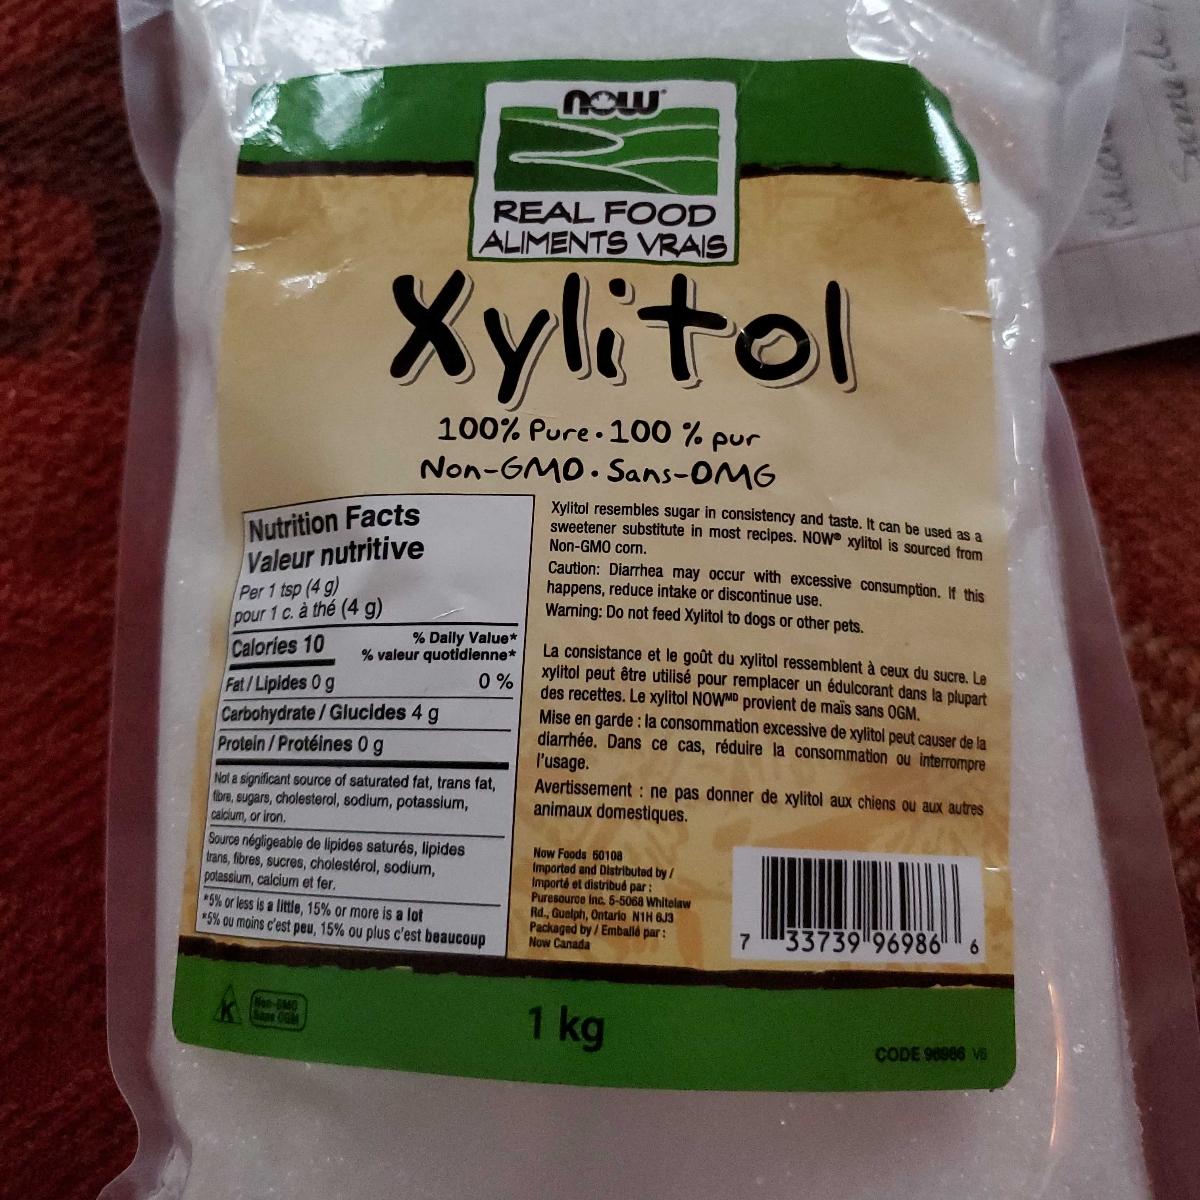 NOW®
REAL FOOD
ALIMENTS VRAIS
Xylitol
100% Pure • 100 % pur
Non-GMO • Sans-OMG
Nutrition Facts
Valeur nutritive
Per 1 tsp (4 g)
pour 1 c. à thé (4 g)
Calories 10
% Daily Value*
% valeur quotidienne*
Fat / Lipides 0 g 0 %
Carbohydrate / Glucides 4 g
Protein / Protéines 0 g
Not a significant source of saturated fat, trans fat,
fibre, sugars, cholesterol, sodium, potassium,
calcium, or iron.
Source négligeable de lipides saturés, lipides
trans, fibres, sucres, cholestérol, sodium,
potassium, calcium et fer.
*5% or less is a little, 15% or more is a lot
*5% ou moins c'est peu, 15% ou plus c'est beaucoup
Xylitol resembles sugar in consistency and taste. It can be used as a
sweetener substitute in most recipes. NOW® xylitol is sourced from
Non-GMO corn.
Caution: Diarrhea may occur with excessive consumption. If this
happens, reduce intake or discontinue use.
Warning: Do not feed Xylitol to dogs or other pets.
La consistance et le goût du xylitol ressemblent à ceux du sucre. Le
xylitol peut être utilisé pour remplacer un édulcorant dans la plupart
des recettes. Le xylitol NOWᴹᴰ provient de maïs sans OGM.
Mise en garde : la consommation excessive de xylitol peut causer de la
diarrhée. Dans ce cas, réduire la consommation ou interrompre
l'usage.
Avertissement : ne pas donner de xylitol aux chiens ou aux autres
animaux domestiques.
Now Foods 60108
Imported and Distributed by /
Importé et distribué par :
Puresource Inc. 5-5068 Whitelaw
Rd., Guelph, Ontario N1H 6J3
Packaged by / Emballé par :
Now Canada
7 33739 96986 6
K
Non-GMO
Sans OGM
1 kg
CODE 96986 V6